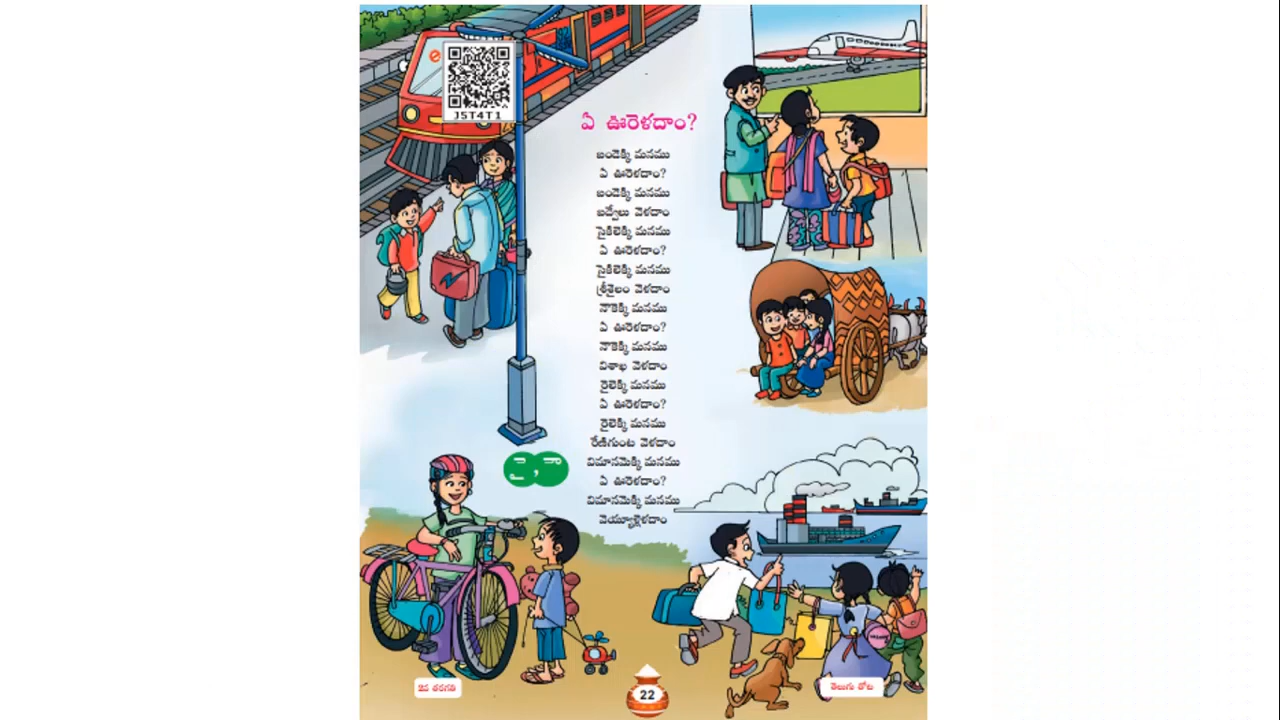 J5T4T1
ఏ ఊరెళదాం?
బండెక్కి మనము
ఏ ఊరెళదాం?
బండెక్కి మనము
బద్వేలు వెళదాం
సైకిలెక్కి మనము
ఏ ఊరెళదాం?
సైకిలెక్కి మనము
శ్రీశైలం వెళదాం
నౌకెక్కి మనము
ఏ ఊరెళదాం?
నౌకెక్కి మనము
విశాఖ వెళదాం
రైలెక్కి మనము
ఏ ఊరెళదాం?
రైలెక్కి మనము
రేణిగుంట వెళదాం
విమానమెక్కి మనము
ఏ ఊరెళదాం?
విమానమెక్కి మనము
వెయ్యూళ్లెళదాం
22
తెలుగు తోట